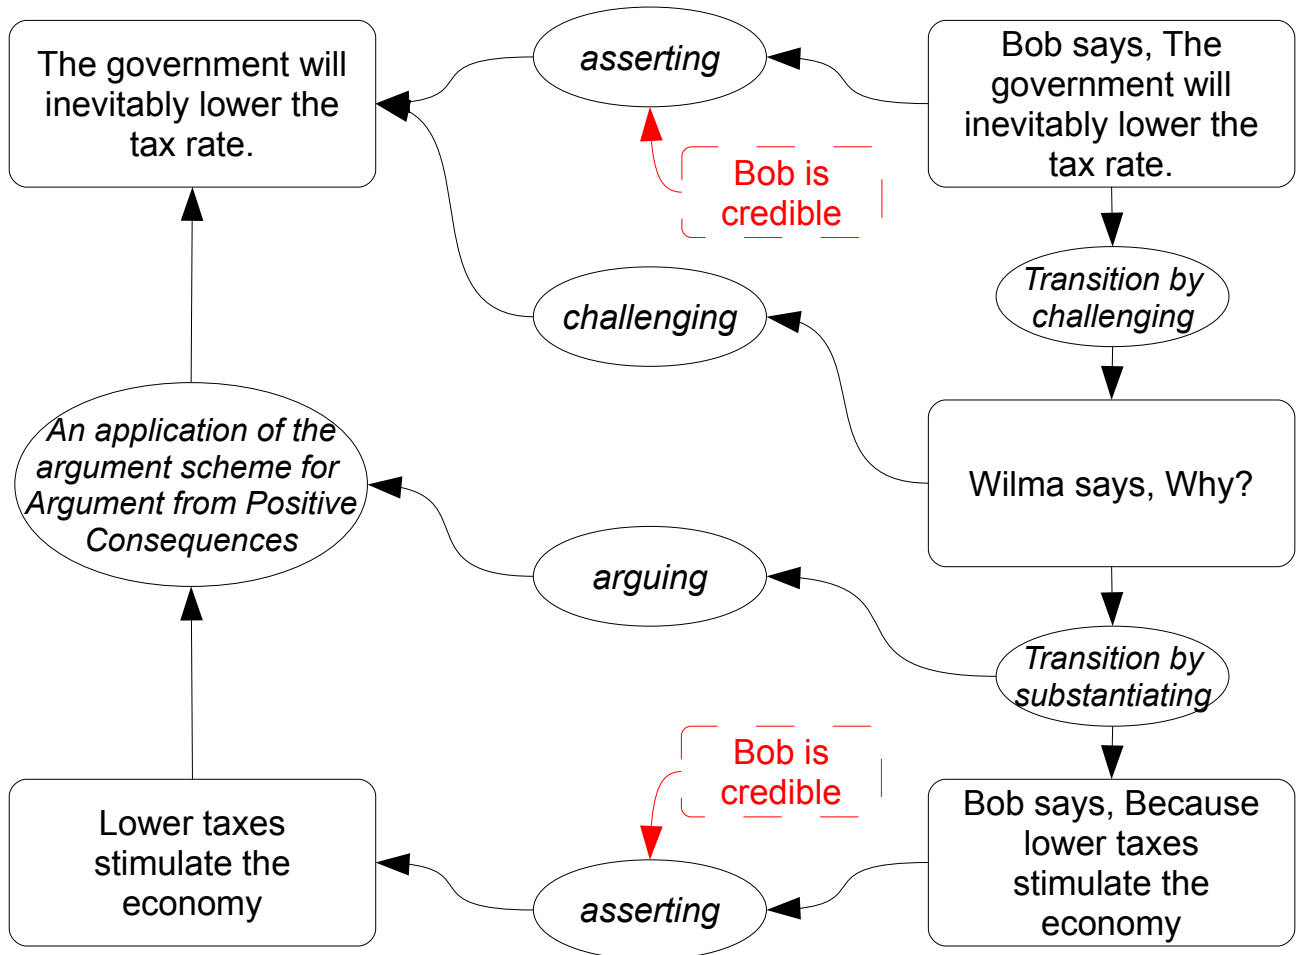 The government will
inevitably lower the
tax rate.
asserting
Bob says, The
government will
inevitably lower the
tax rate.
Bob is
credible
Transition by
challenging
challenging
An application of the
argument scheme for
Argument from Positive
Consequences
Wilma says, Why?
arguing
Transition by
substantiating
Bob is
credible
Lower taxes
stimulate the
economy
asserting
Bob says, Because
lower taxes
stimulate the
economy